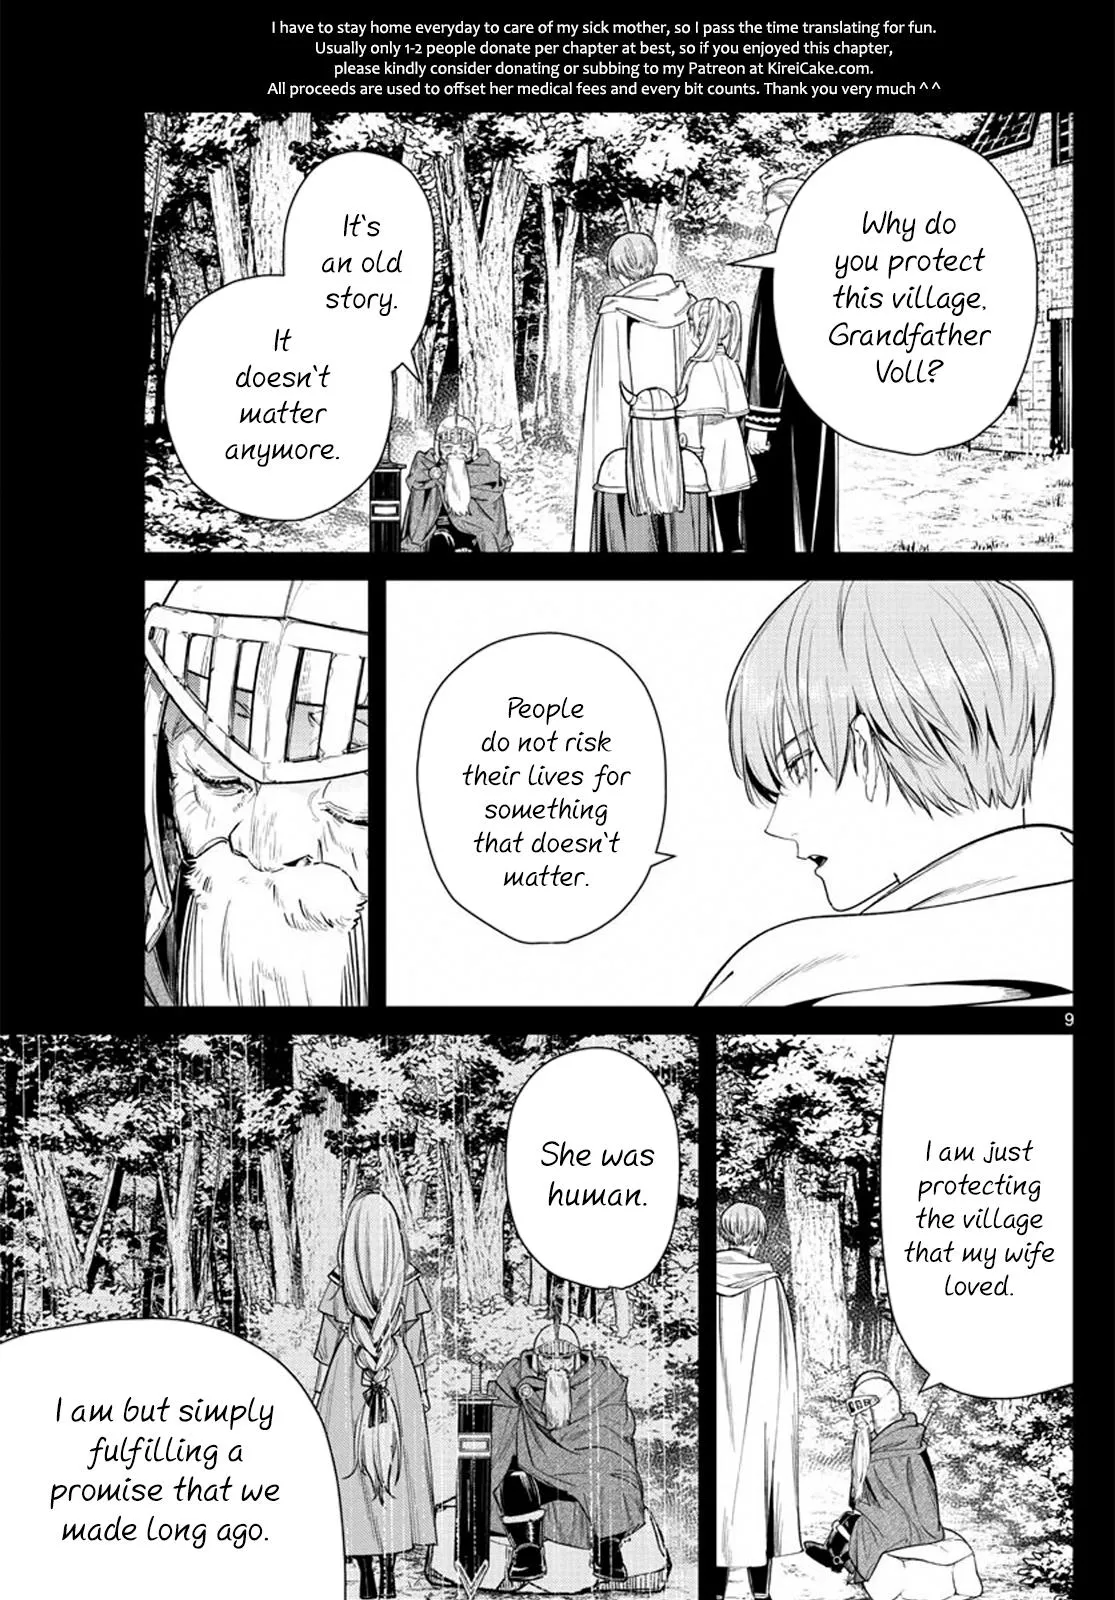 I have to stay home everyday to care of my sick mother, so I pass the time translating for fun.
Usually only 1-2 people donate per chapter at best, so if you enjoyed this chapter,
please kindly consider donating or subbing to my Patreon at KireiCake.com.
All proceeds are used to offset her medical fees and every bit counts. Thank you very much ^ ^
Why do
you protect
this village,
Grandfather
Voll?
It's
an old
story.
It
doesn't
matter
anymore.
People
do not risk
their lives for
something
that doesn't
matter.
9
I am just
protecting
the village
that my wife
loved.
She was
human.
I am but simply
fulfilling a
promise that we
made long ago.